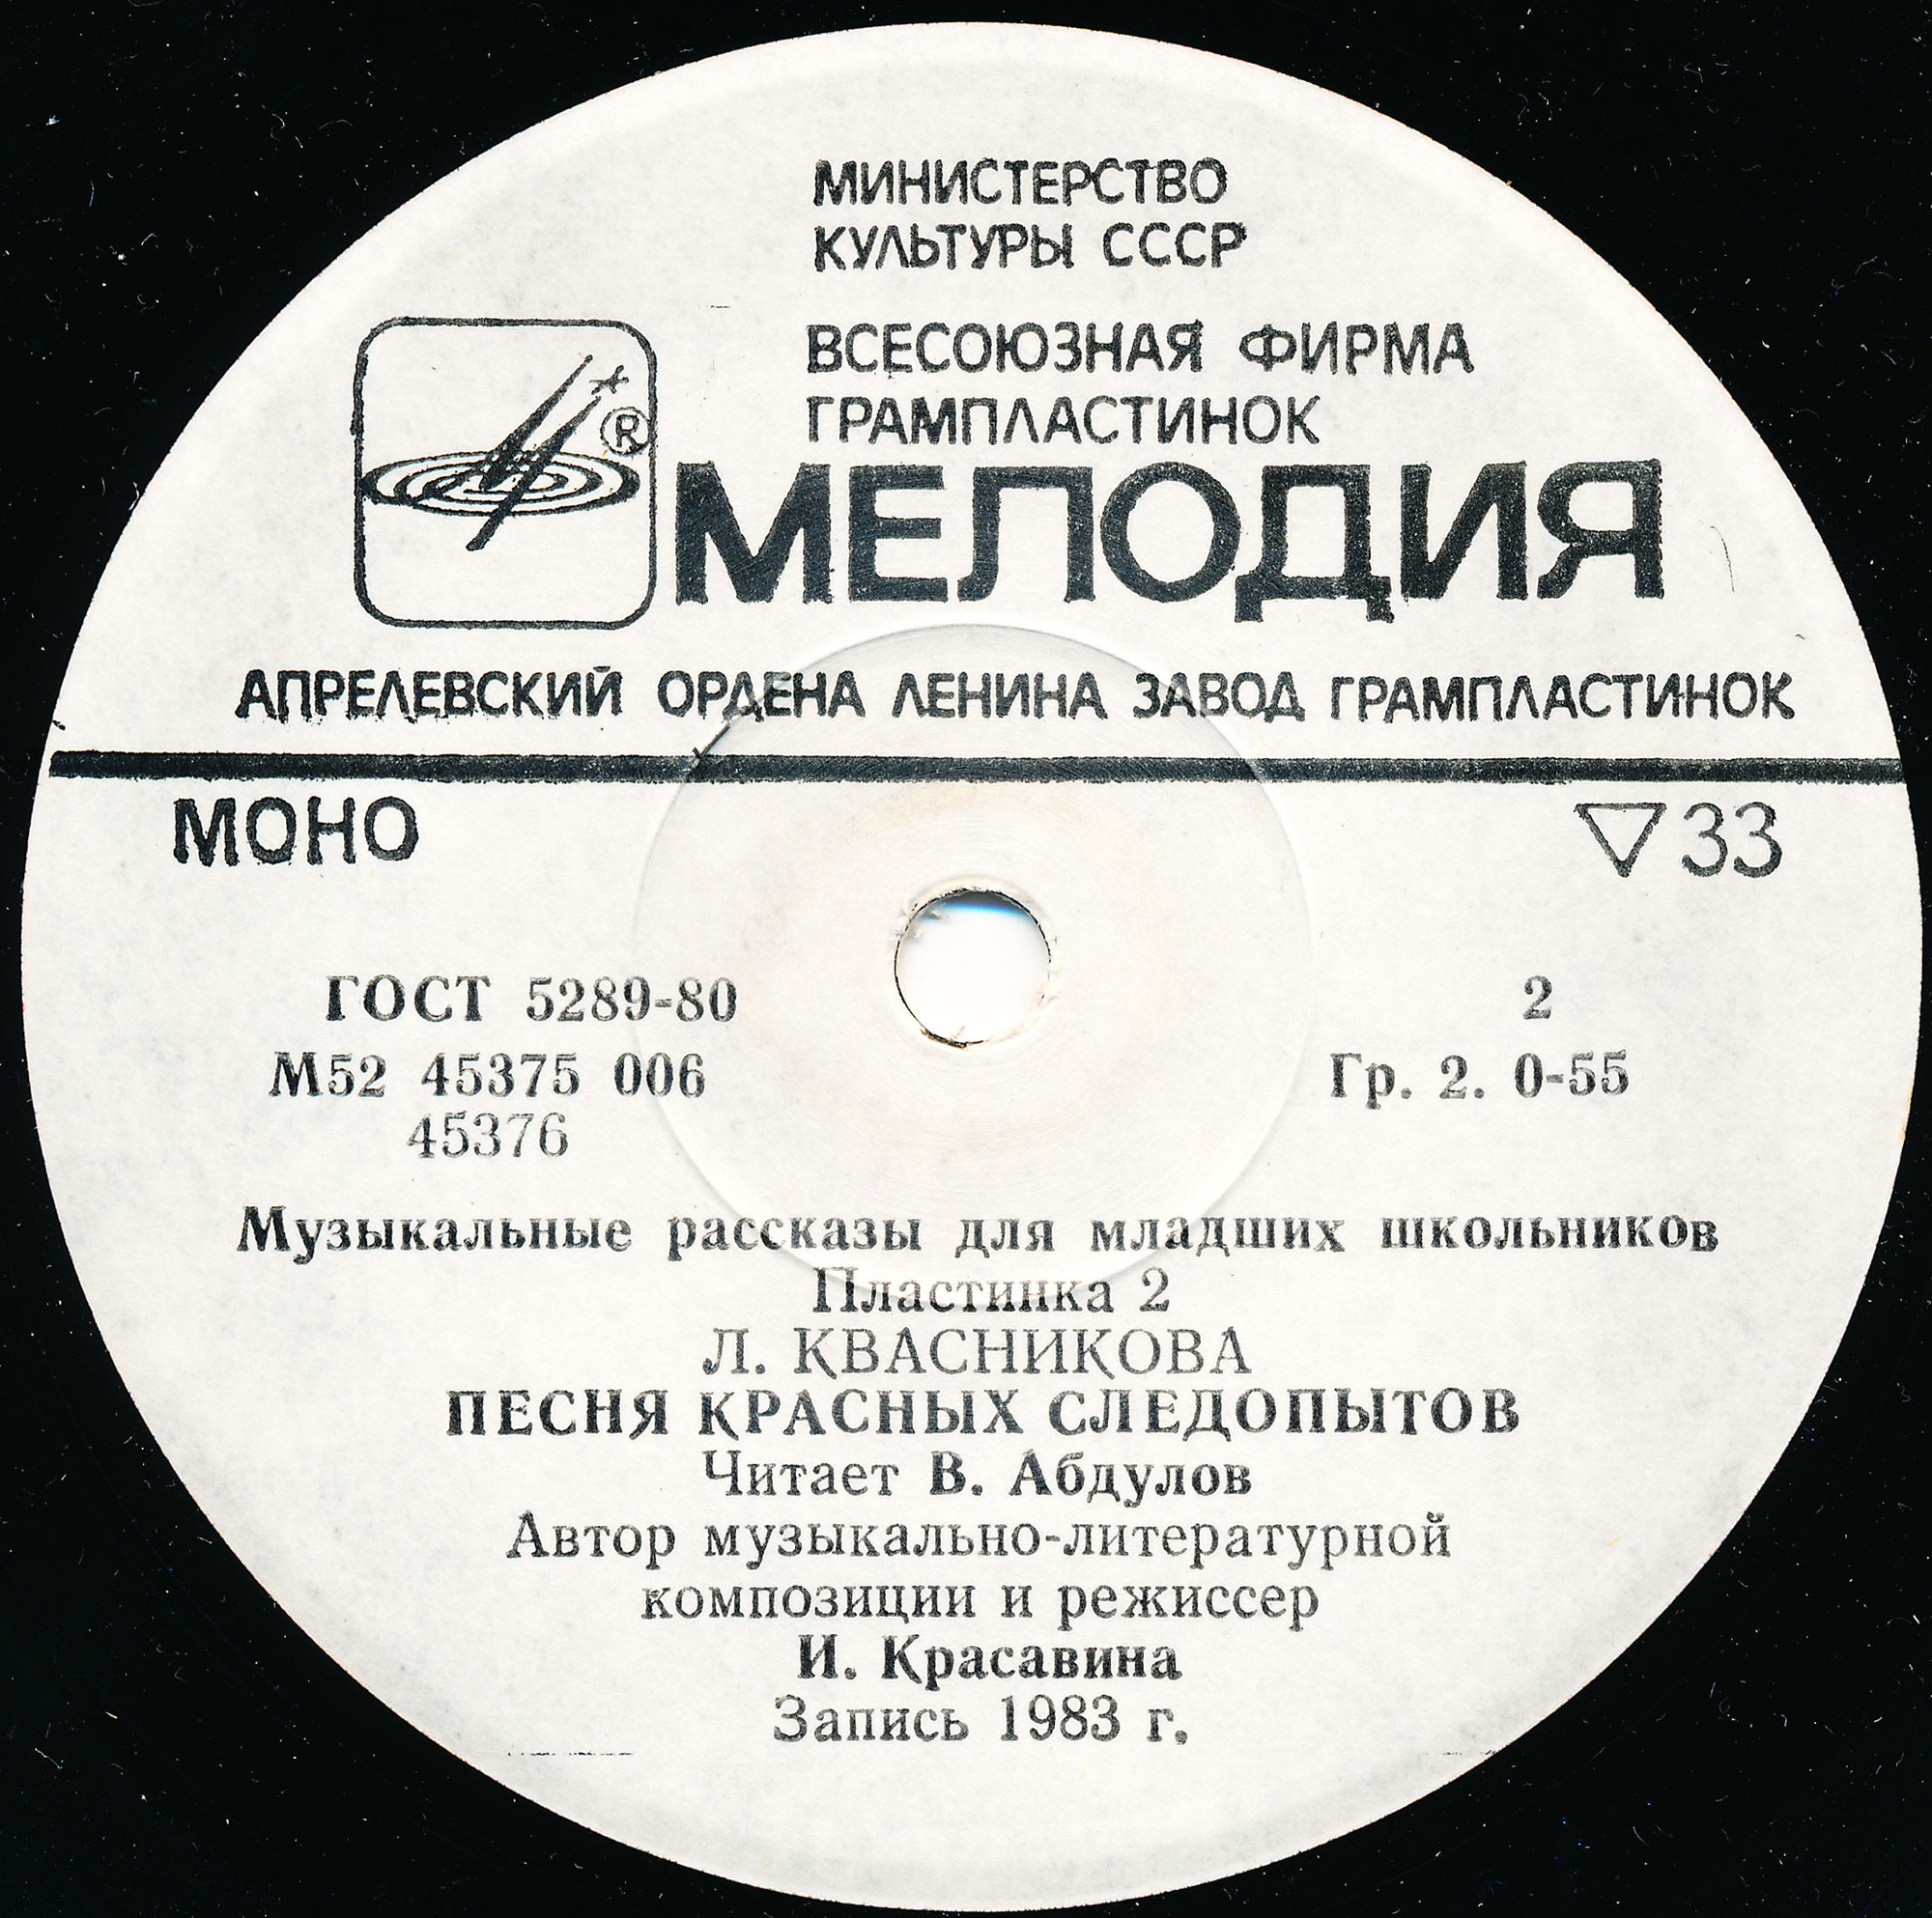 МИНИСТЕРСТВО
КУЛЬТУРЫ СССР
ВСЕСОЮЗНАЯ ФИРМА
ГРАМПЛАСТИНОК
®
МЕЛОДИЯ
АПРЕЛЕВСКИЙ ОРДЕНА ЛЕНИНА ЗАВОД ГРАМПЛАСТИНОК
МОНО ▽33
ГОСТ 5289-80 2
М52 45375 006 Гр. 2. 0-55
45376
Музыкальные рассказы для младших школьников
Пластинка 2
Л. КВАСНИКОВА
ПЕСНЯ КРАСНЫХ СЛЕДОПЫТОВ
Читает В. Абдулов
Автор музыкально-литературной
композиции и режиссер
И. Красавина
Запись 1983 г.